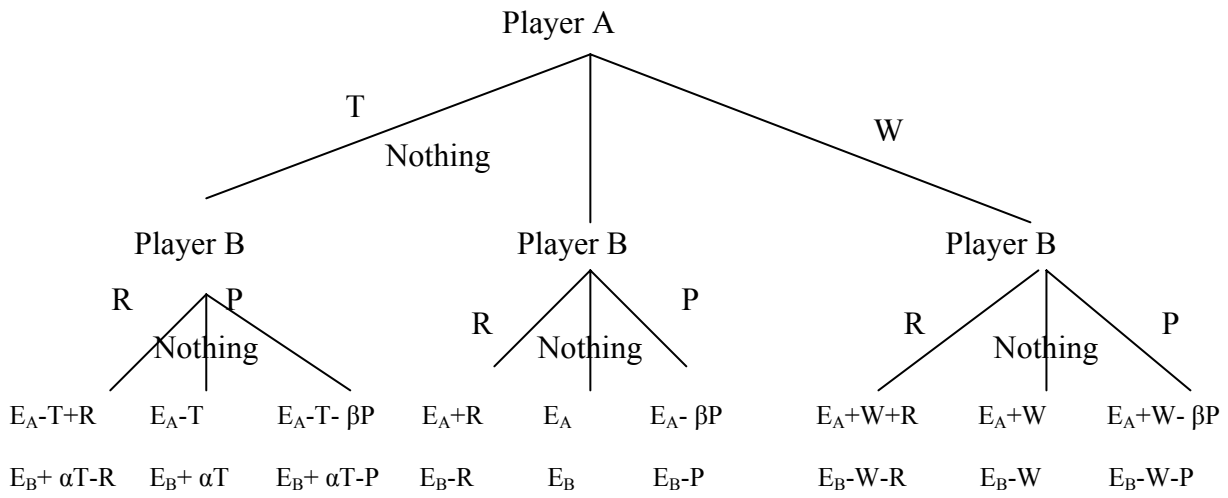 Player A
T
W
Nothing
Player B Player B Player B
R P R P R P
Nothing Nothing Nothing
E_A-T+R E_A-T E_A-T- βP E_A+R E_A E_A- βP E_A+W+R E_A+W E_A+W- βP
E_B+ αT-R E_B+ αT E_B+ αT-P E_B-R E_B E_B-P E_B-W-R E_B-W E_B-W-P